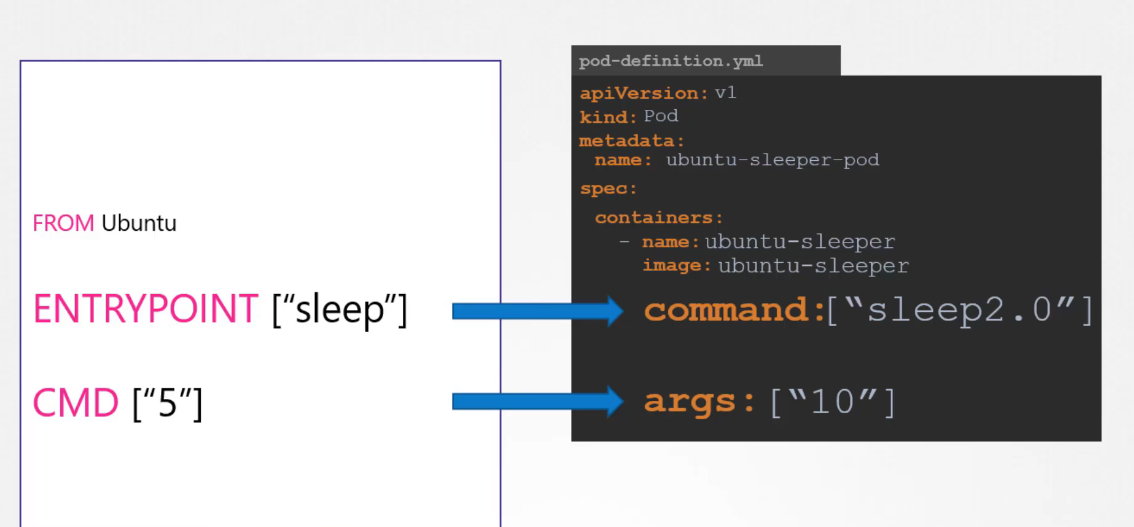 FROM Ubuntu
ENTRYPOINT [“sleep”]
CMD [“5”]
pod-definition.yml
apiVersion: v1
kind: Pod
metadata:
name: ubuntu-sleeper-pod
spec:
containers:
- name: ubuntu-sleeper
image: ubuntu-sleeper
command:[“sleep2.0”]
args: [“10”]